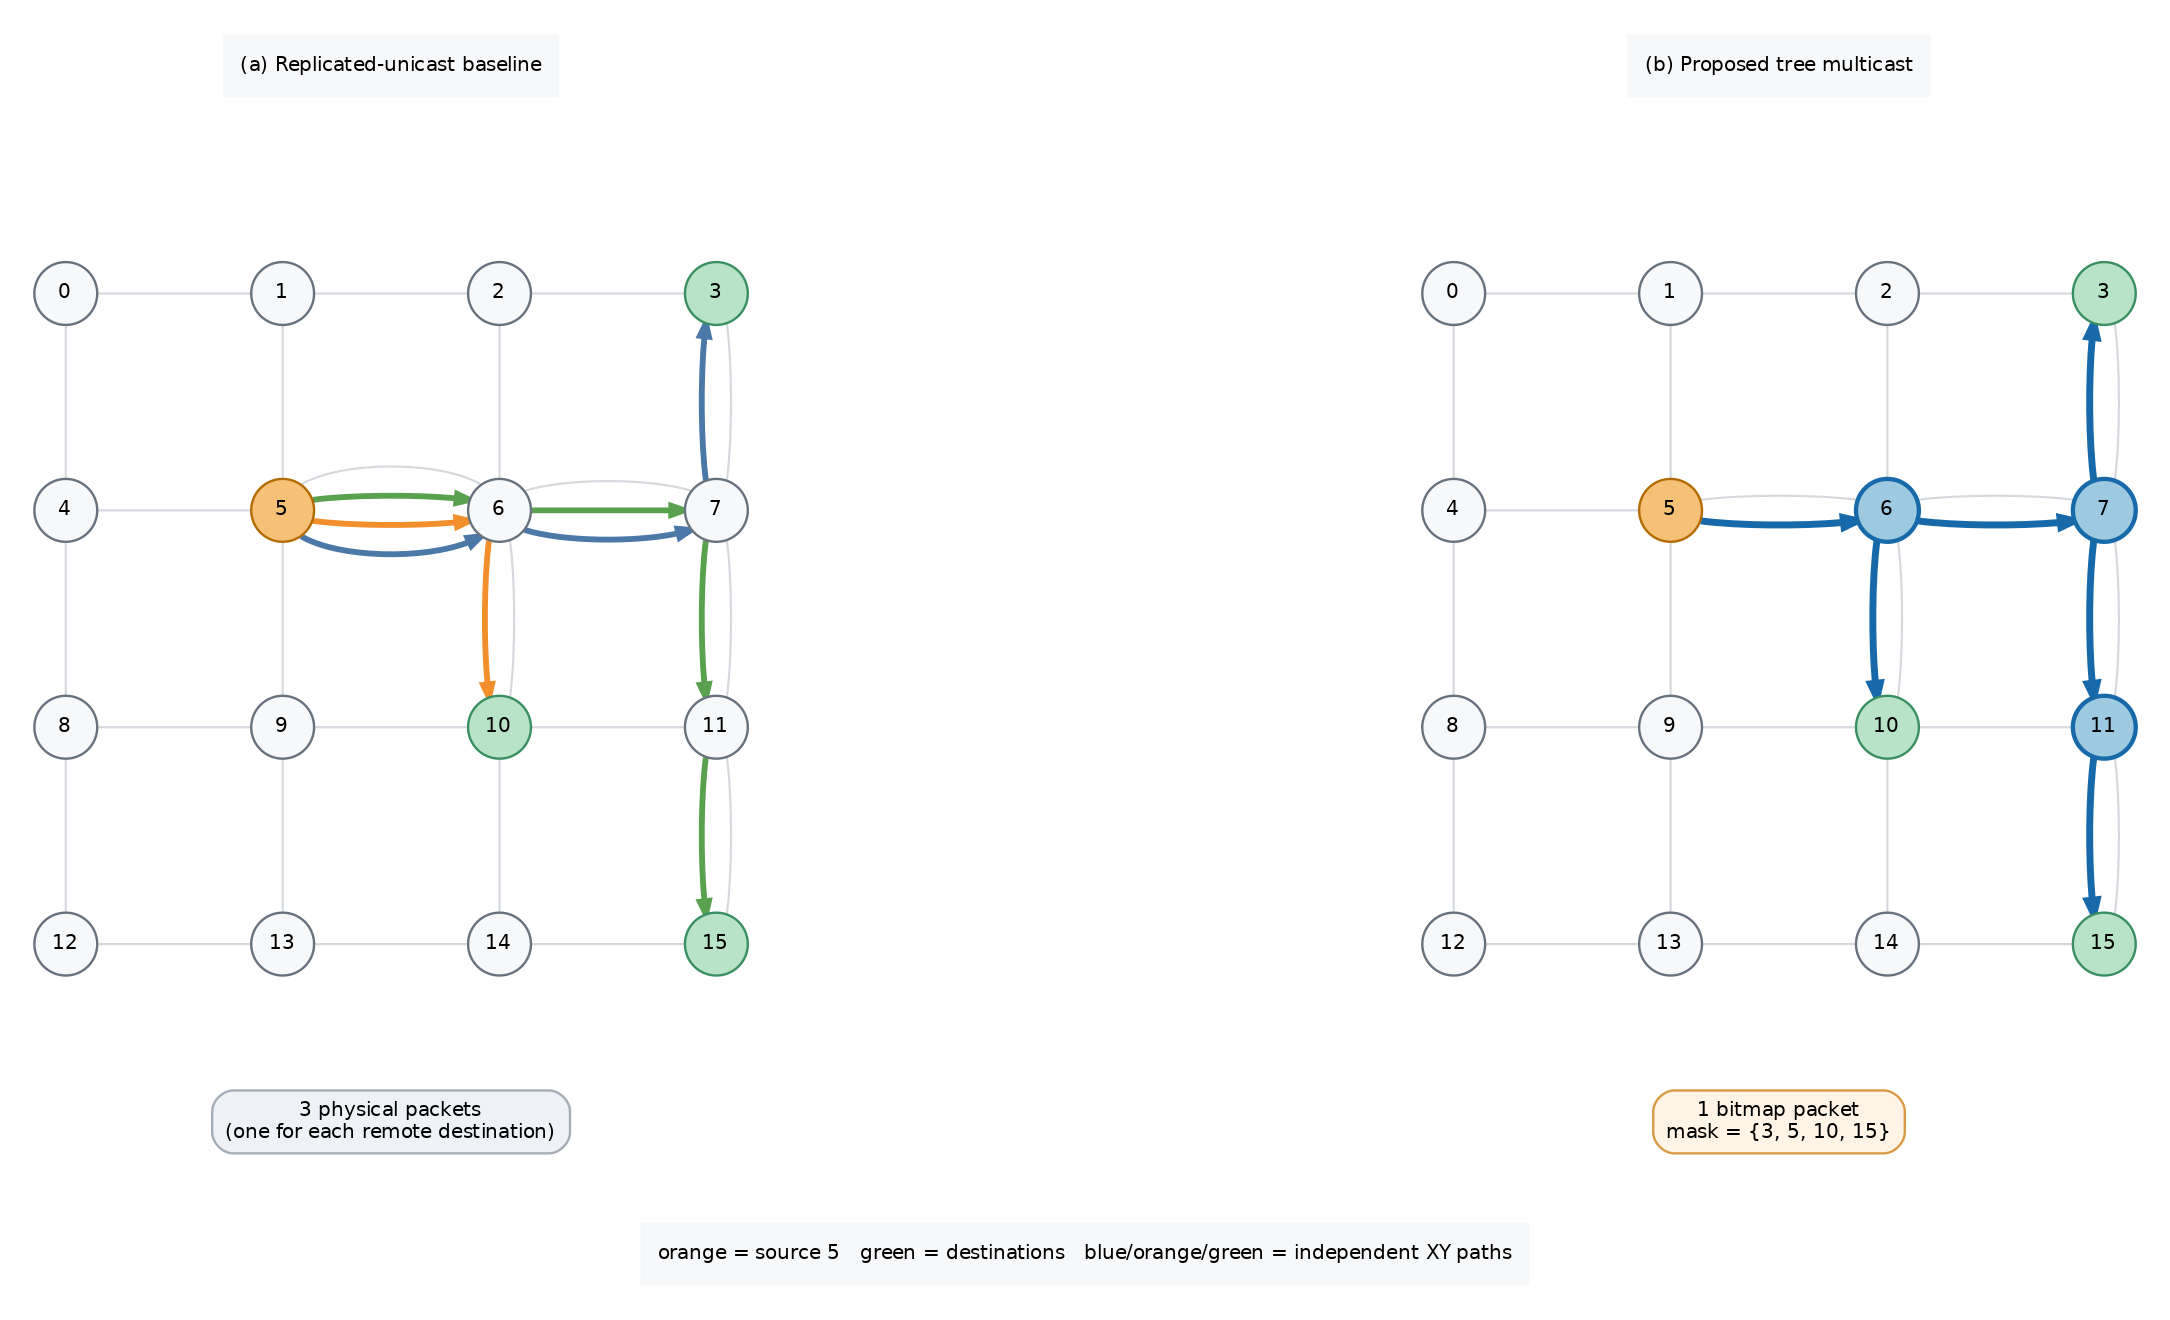 (a) Replicated-unicast baseline
(b) Proposed tree multicast
0 1 2 3
4 5 6 7
8 9 10 11
12 13 14 15
0 1 2 3
4 5 6 7
8 9 10 11
12 13 14 15
3 physical packets
(one for each remote destination)
1 bitmap packet
mask = {3, 5, 10, 15}
orange = source 5   green = destinations   blue/orange/green = independent XY paths